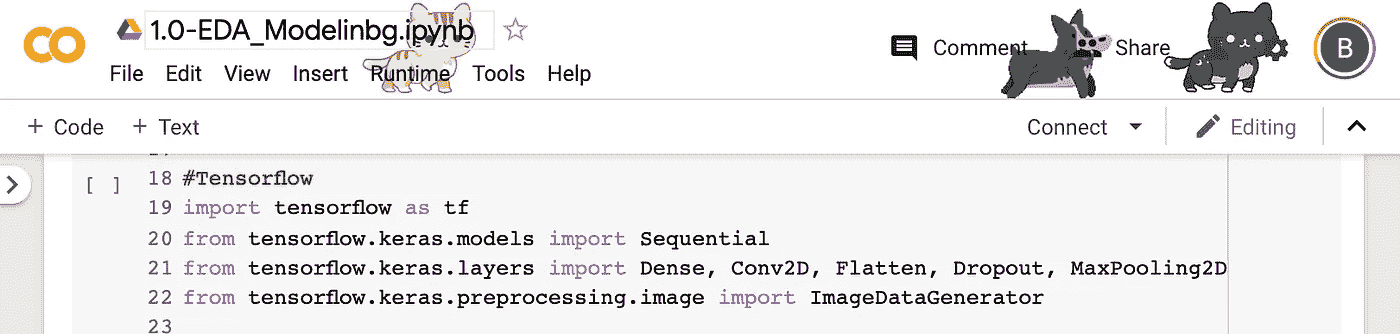 CO
1.0-EDA_Modelinbg.ipynb
Comment Share B
File Edit View Insert Runtime Tools Help
+ Code + Text Connect Editing
[ ] 18 #Tensorflow
19 import tensorflow as tf
20 from tensorflow.keras.models import Sequential
21 from tensorflow.keras.layers import Dense, Conv2D, Flatten, Dropout, MaxPooling2D
22 from tensorflow.keras.preprocessing.image import ImageDataGenerator
23